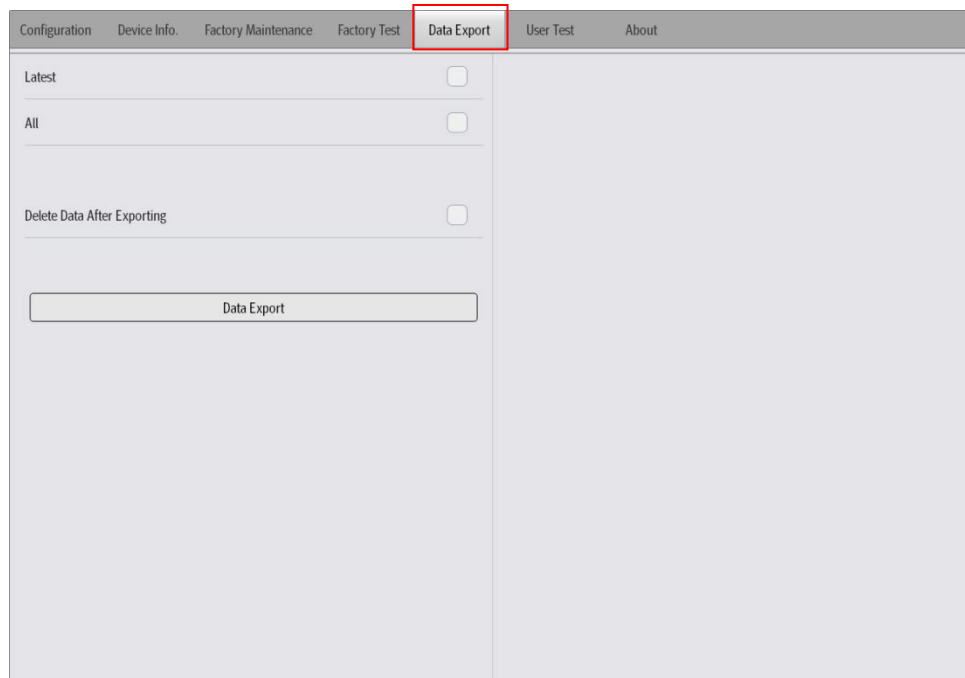 Configuration Device Info. Factory Maintenance Factory Test Data Export User Test About
Latest
All
Delete Data After Exporting
Data Export